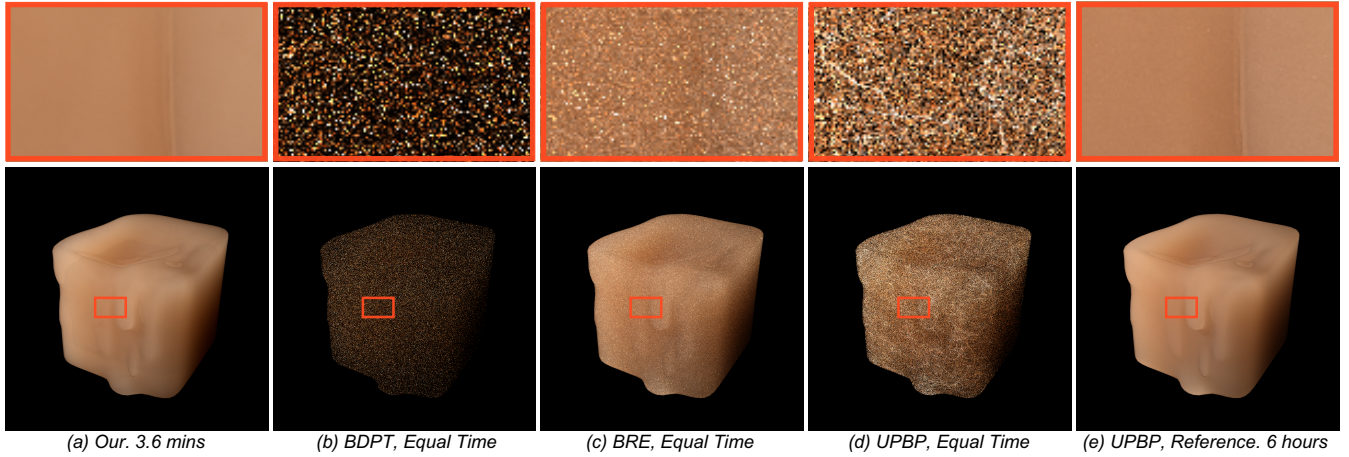 (a) Our. 3.6 mins
(b) BDPT, Equal Time
(c) BRE, Equal Time
(d) UPBP, Equal Time
(e) UPBP, Reference. 6 hours